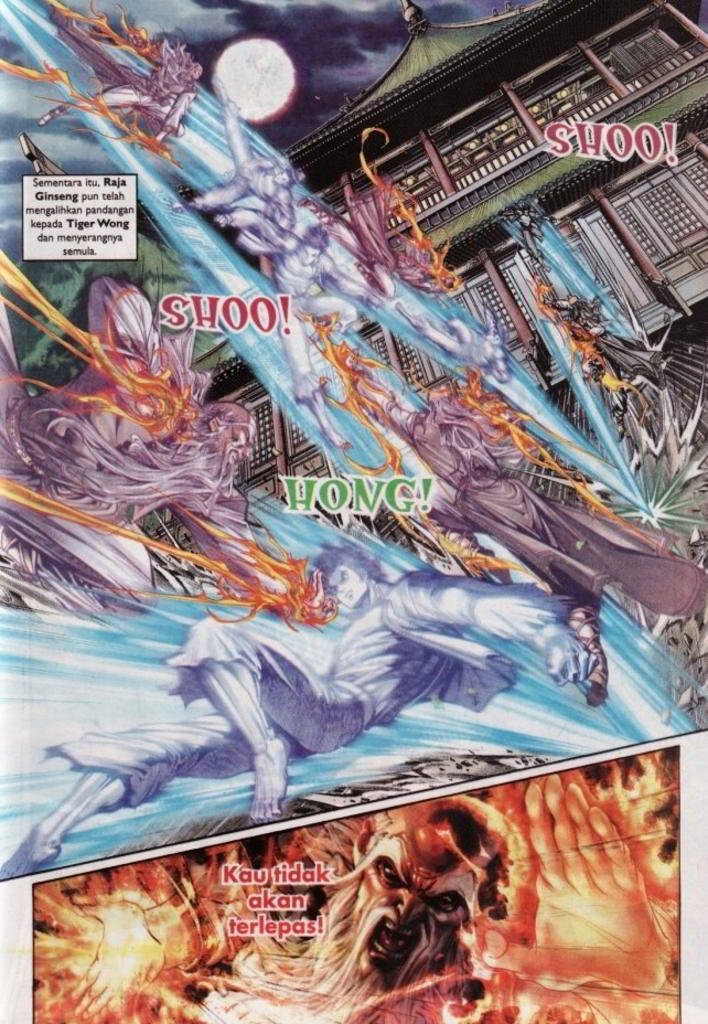 SHOO!
Sementara itu, Raja
Ginseng pun telah
mengalihkan pandangan
kepada Tiger Wong
dan menyerangnya
semula.
SHOO!
HONG!
Kau tidak
akan
terlepas!